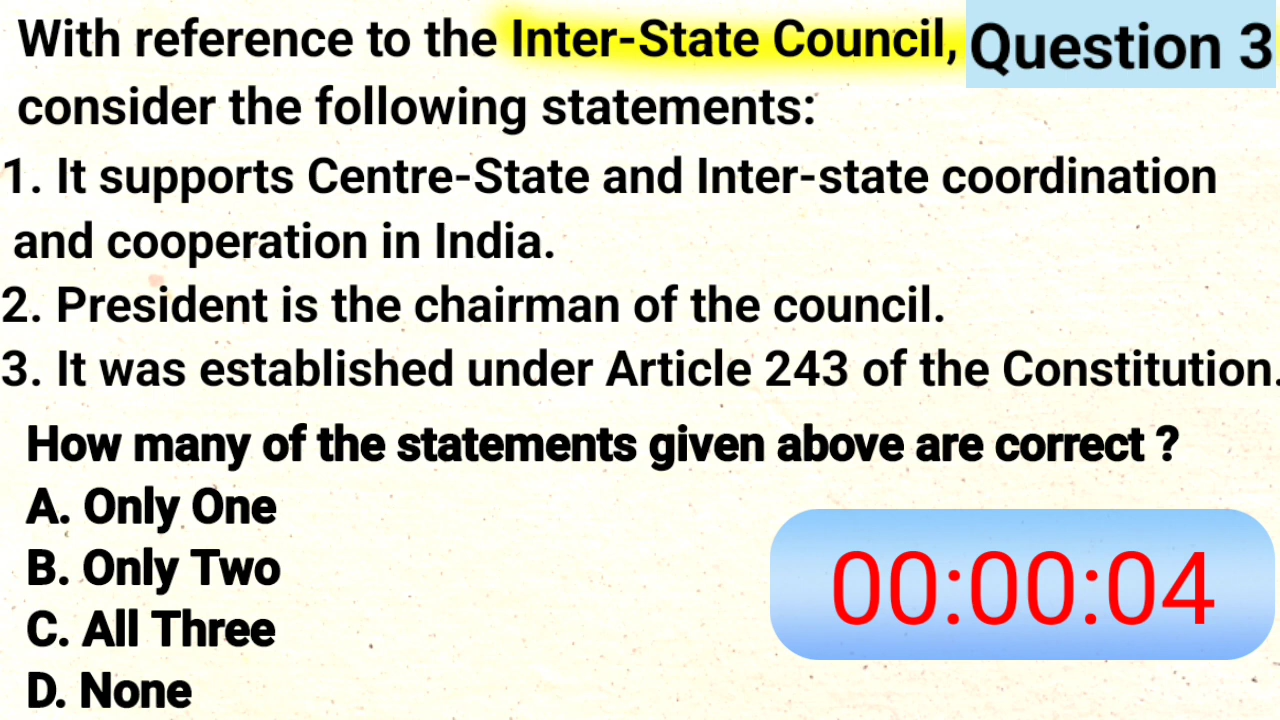 With reference to the Inter-State Council,
Question 3
consider the following statements:
1. It supports Centre-State and Inter-state coordination
and cooperation in India.
2. President is the chairman of the council.
3. It was established under Article 243 of the Constitution.
How many of the statements given above are correct ?
A. Only One
B. Only Two
C. All Three
D. None
00:00:04